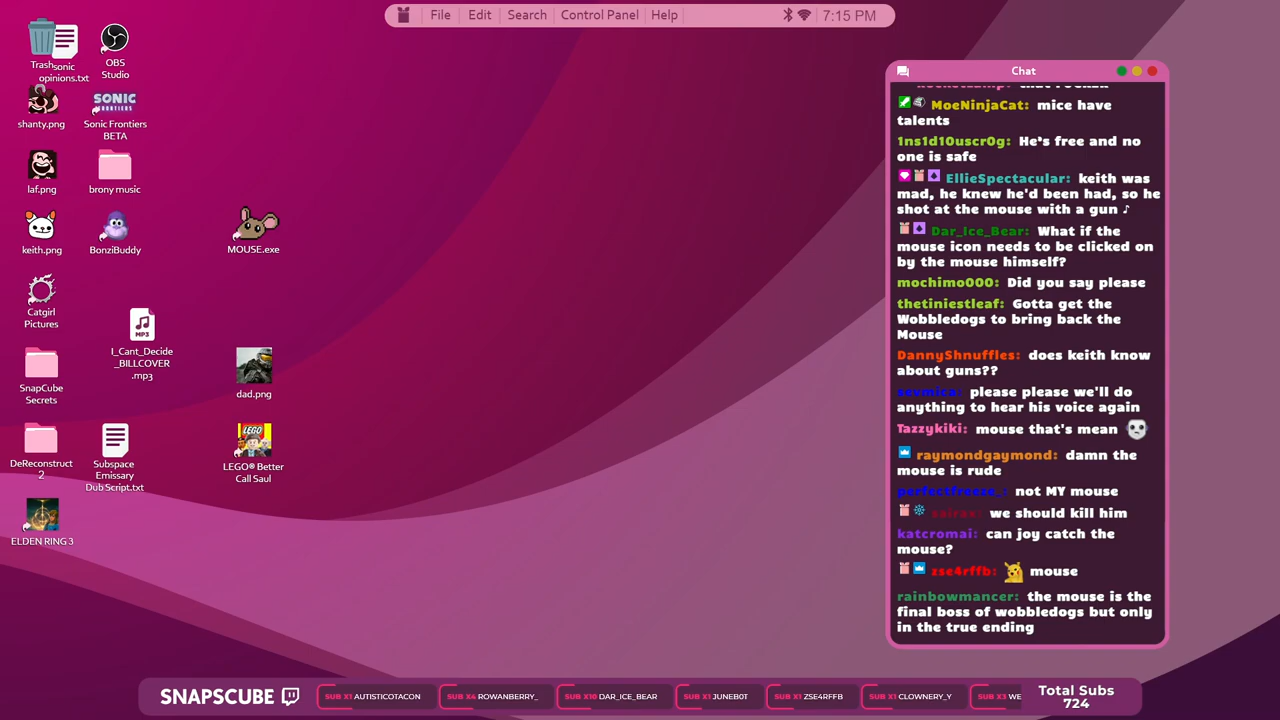 File Edit Search Control Panel Help
7:15 PM
Trash
sonic
opinions.txt
OBS
Studio
shanty.png
SONIC
Sonic Frontiers
BETA
laf.png
brony music
keith.png
BonziBuddy
MOUSE.exe
Catgirl
Pictures
MP3
I_Cant_Decide
_BILLCOVER
.mp3
SnapCube
Secrets
dad.png
DeReconstruct
2
Subspace
Emissary
Dub Script.txt
LEGO
LEGO® Better
Call Saul
ELDEN RING 3
Chat
MoeNinjaCat: mice have
talents
1ns1d10uscr0g: He's free and no
one is safe
EllieSpectacular: keith was
mad, he knew he'd been had, so he
shot at the mouse with a gun ♪
Dar_Ice_Bear: What if the
mouse icon needs to be clicked on
by the mouse himself?
mochimo000: Did you say please
thetiniestleaf: Gotta get the
Wobbledogs to bring back the
Mouse
DannyShnuffles: does keith know
about guns??
please please we'll do
anything to hear his voice again
Tazzykiki: mouse that's mean
raymondgaymond: damn the
mouse is rude
perfectfreeze_: not MY mouse
we should kill him
katcromai: can joy catch the
mouse?
zse4rffb: mouse
rainbowmancer: the mouse is the
final boss of wobbledogs but only
in the true ending
SNAPSCUBE
SUB X1 AUTISTICOTACON
SUB X4 ROWANBERRY_
SUB X10 DAR_ICE_BEAR
SUB X1 JUNEB0T
SUB X1 ZSE4RFFB
SUB X1 CLOWNERY_Y
SUB X3 WE
Total Subs
724